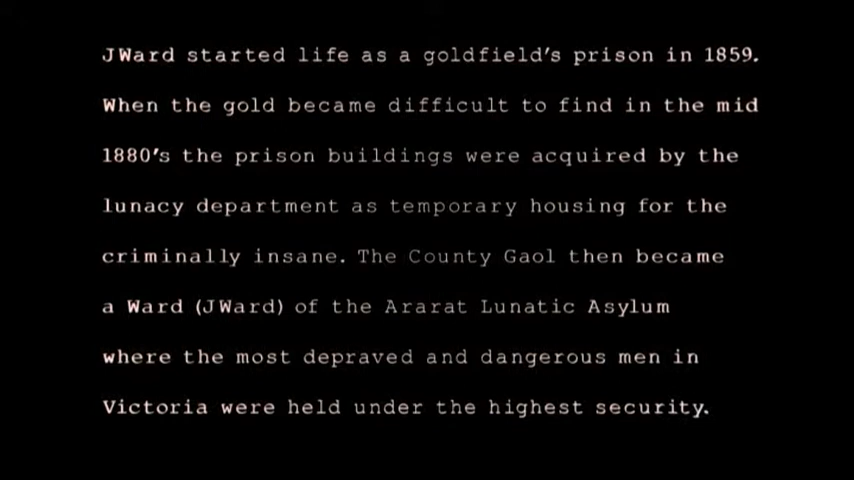 JWard started life as a goldfield's prison in 1859.
When the gold became difficult to find in the mid
1880's the prison buildings were acquired by the
lunacy department as temporary housing for the
criminally insane. The County Gaol then became
a Ward (JWard) of the Ararat Lunatic Asylum
where the most depraved and dangerous men in
Victoria were held under the highest security.